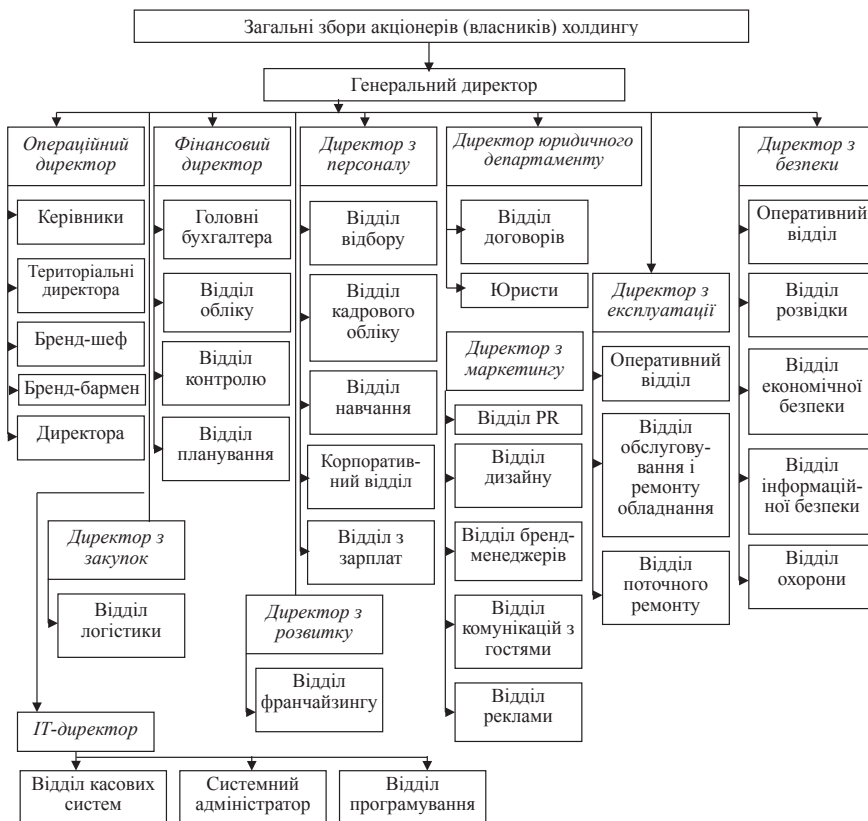 Загальні збори акціонерів (власників) холдингу
Генеральний директор
Операційний
директор
Керівники
Територіальні
директора
Бренд-шеф
Бренд-бармен
Директора
Фінансовий
директор
Головні
бухгалтера
Відділ
обліку
Відділ
контролю
Відділ
планування
Директор з
персоналу
Відділ
відбору
Відділ
кадрового
обліку
Відділ
навчання
Корпоратив-
ний відділ
Відділ з
зарплат
Директор юридичного
департаменту
Відділ
договорів
Юристи
Директор з
маркетингу
Відділ PR
Відділ
дизайну
Відділ бренд-
менеджерів
Відділ
комунікацій з
гостями
Відділ
реклами
Директор з
експлуатації
Оперативний
відділ
Відділ
обслугову-
вання і
ремонту
обладнання
Відділ
поточного
ремонту
Директор з
безпеки
Оперативний
відділ
Відділ
розвідки
Відділ
економічної
безпеки
Відділ
інформацій-
ної безпеки
Відділ
охорони
Директор з
закупок
Відділ
логістики
Директор з
розвитку
Відділ
франчайзингу
ІТ-директор
Відділ касових
систем
Системний
адміністратор
Відділ
програмування